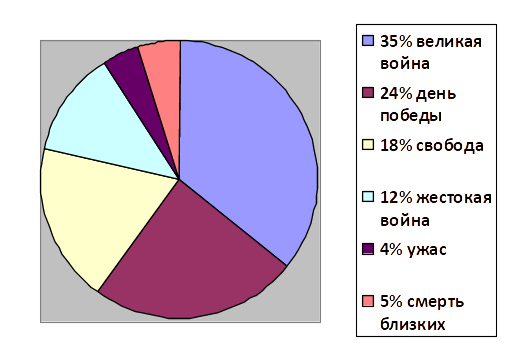 35% великая
война
24% день
победы
18% свобода
12% жестокая
война
4% ужас
5% смерть
близких